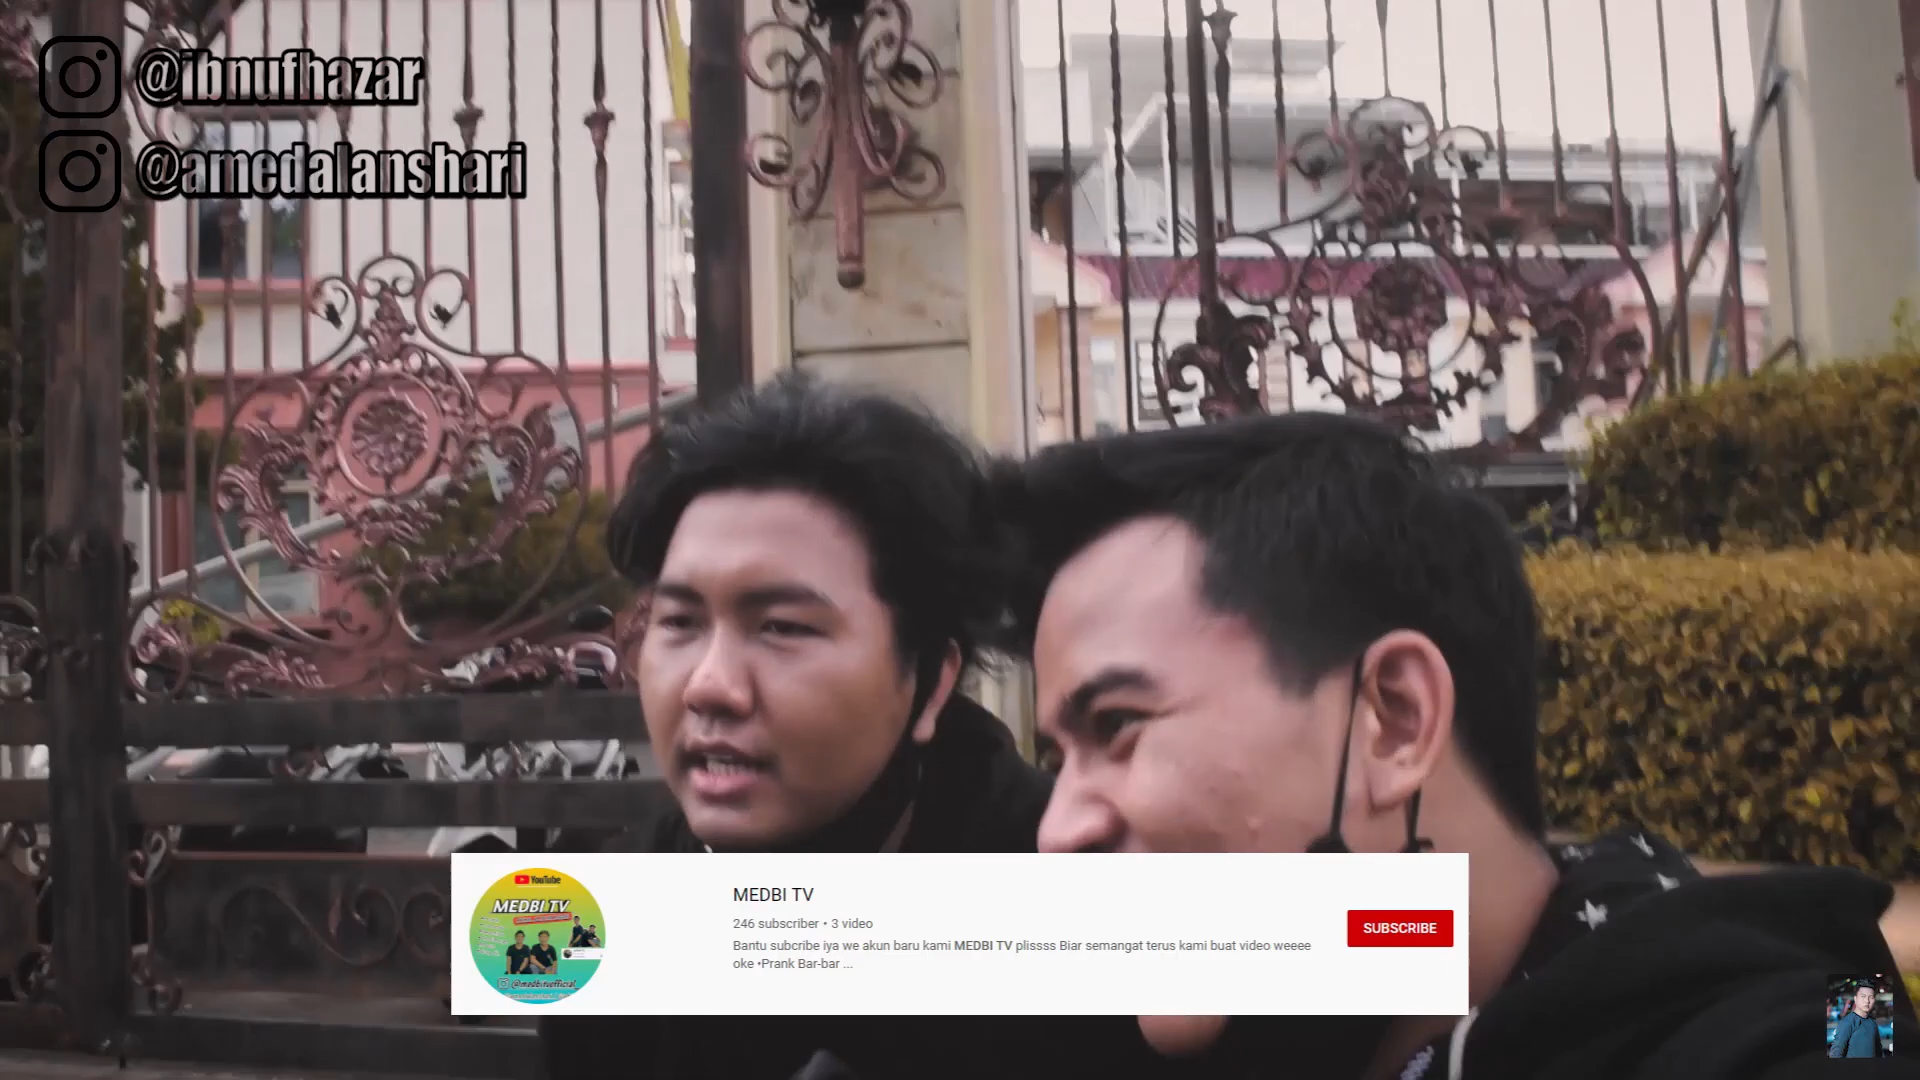 @ibnufhazar
@amedalanshari
YouTube
MEDBI TV
MEDBI TV
246 subscriber • 3 video
Bantu subcribe iya we akun baru kami MEDBI TV plissss Biar semangat terus kami buat video weeee
oke •Prank Bar-bar ...
SUBSCRIBE